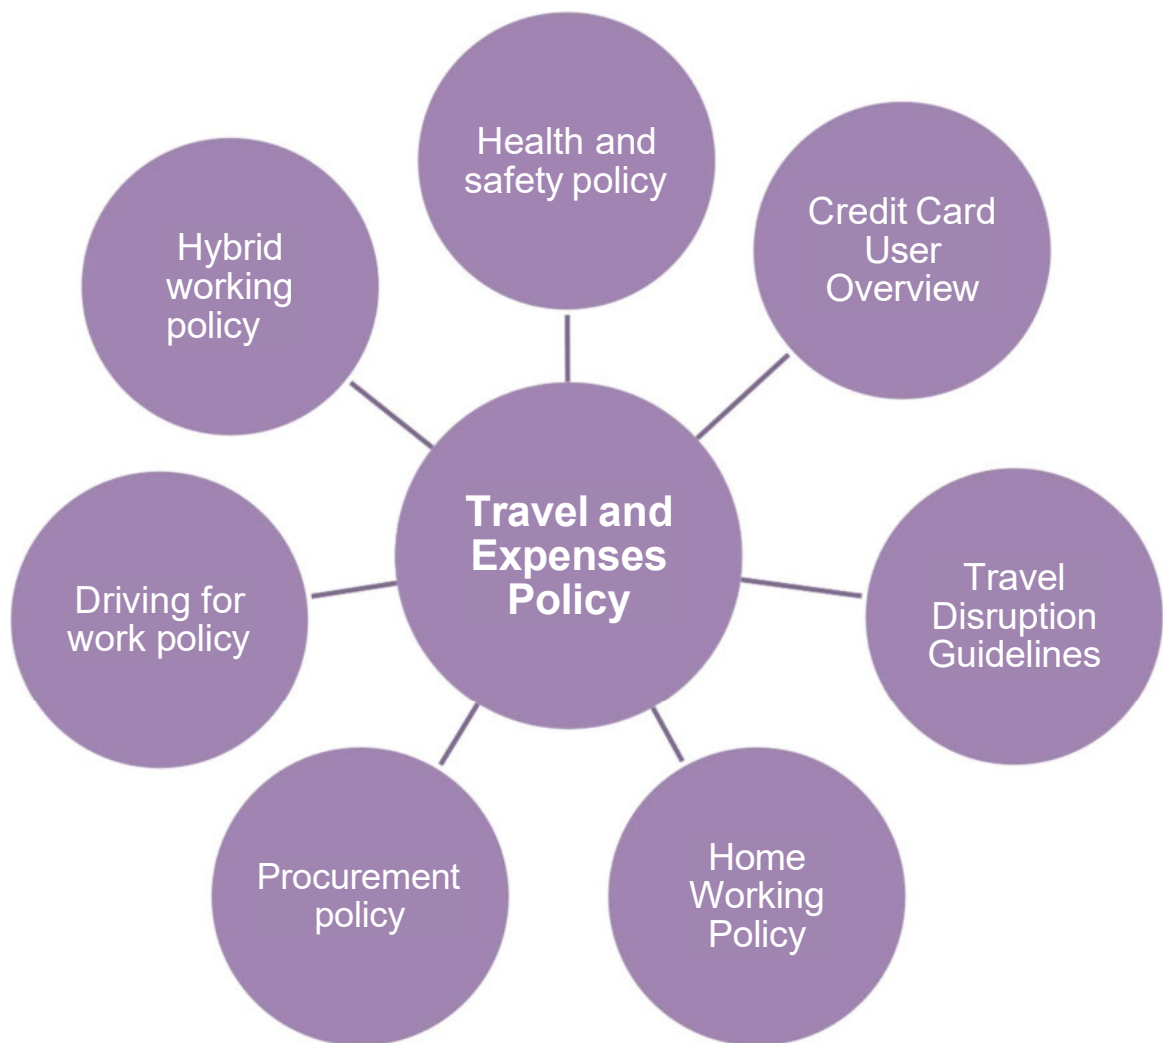 Health and
safety policy
Credit Card
User
Overview
Hybrid
working
policy
Travel and
Expenses
Policy
Travel
Disruption
Guidelines
Driving for
work policy
Home
Working
Policy
Procurement
policy